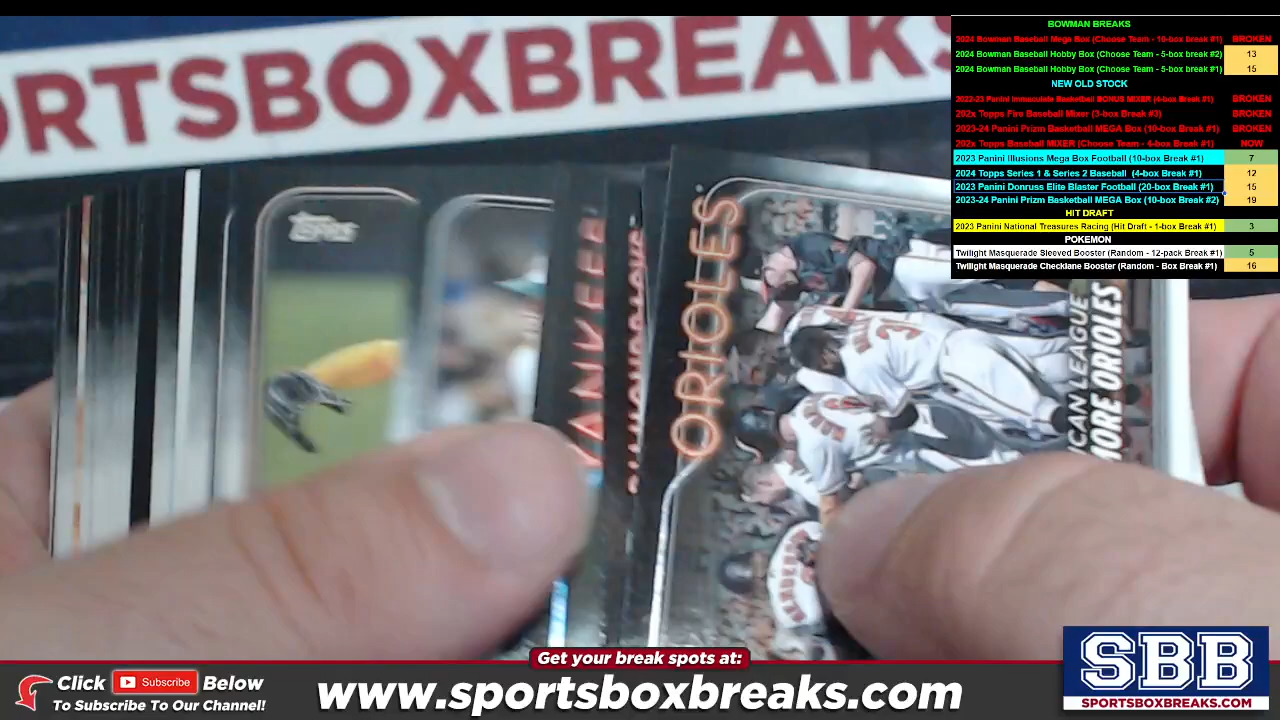 PORTSBOXBREAKS
BOWMAN BREAKS
2024 Bowman Baseball Mega Box (Choose Team - 10-box break #1) BROKEN
2024 Bowman Baseball Hobby Box (Choose Team - 5-box break #2) 13
2024 Bowman Baseball Hobby Box (Choose Team - 5-box break #1) 15
NEW OLD STOCK
2022-23 Panini Immaculate Basketball BONUS MIXER (4-box Break #1) BROKEN
202x Topps Fire Baseball Mixer (3-box Break #3) BROKEN
2023-24 Panini Prizm Basketball MEGA Box (10-box Break #1) BROKEN
202x Topps Baseball MIXER (Choose Team - 4-box Break #1) NOW
2023 Panini Illusions Mega Box Football (10-box Break #1) 7
2024 Topps Series 1 & Series 2 Baseball (4-box Break #1) 12
2023 Panini Donruss Elite Blaster Football (20-box Break #1) 15
2023-24 Panini Prizm Basketball MEGA Box (10-box Break #2) 19
HIT DRAFT
2023 Panini National Treasures Racing (Hit Draft - 1-box Break #1) 3
POKEMON
Twilight Masquerade Sleeved Booster (Random - 12-pack Break #1) 5
Twilight Masquerade Checklane Booster (Random - Box Break #1) 16
TOPPS
YANKEE
ORIOLES
CAN LEAGUE
MORE ORIOLES
Get your break spots at:
Click Subscribe Below
To Subscribe To Our Channel!
www.sportsboxbreaks.com
SBB
SPORTSBOXBREAKS.COM